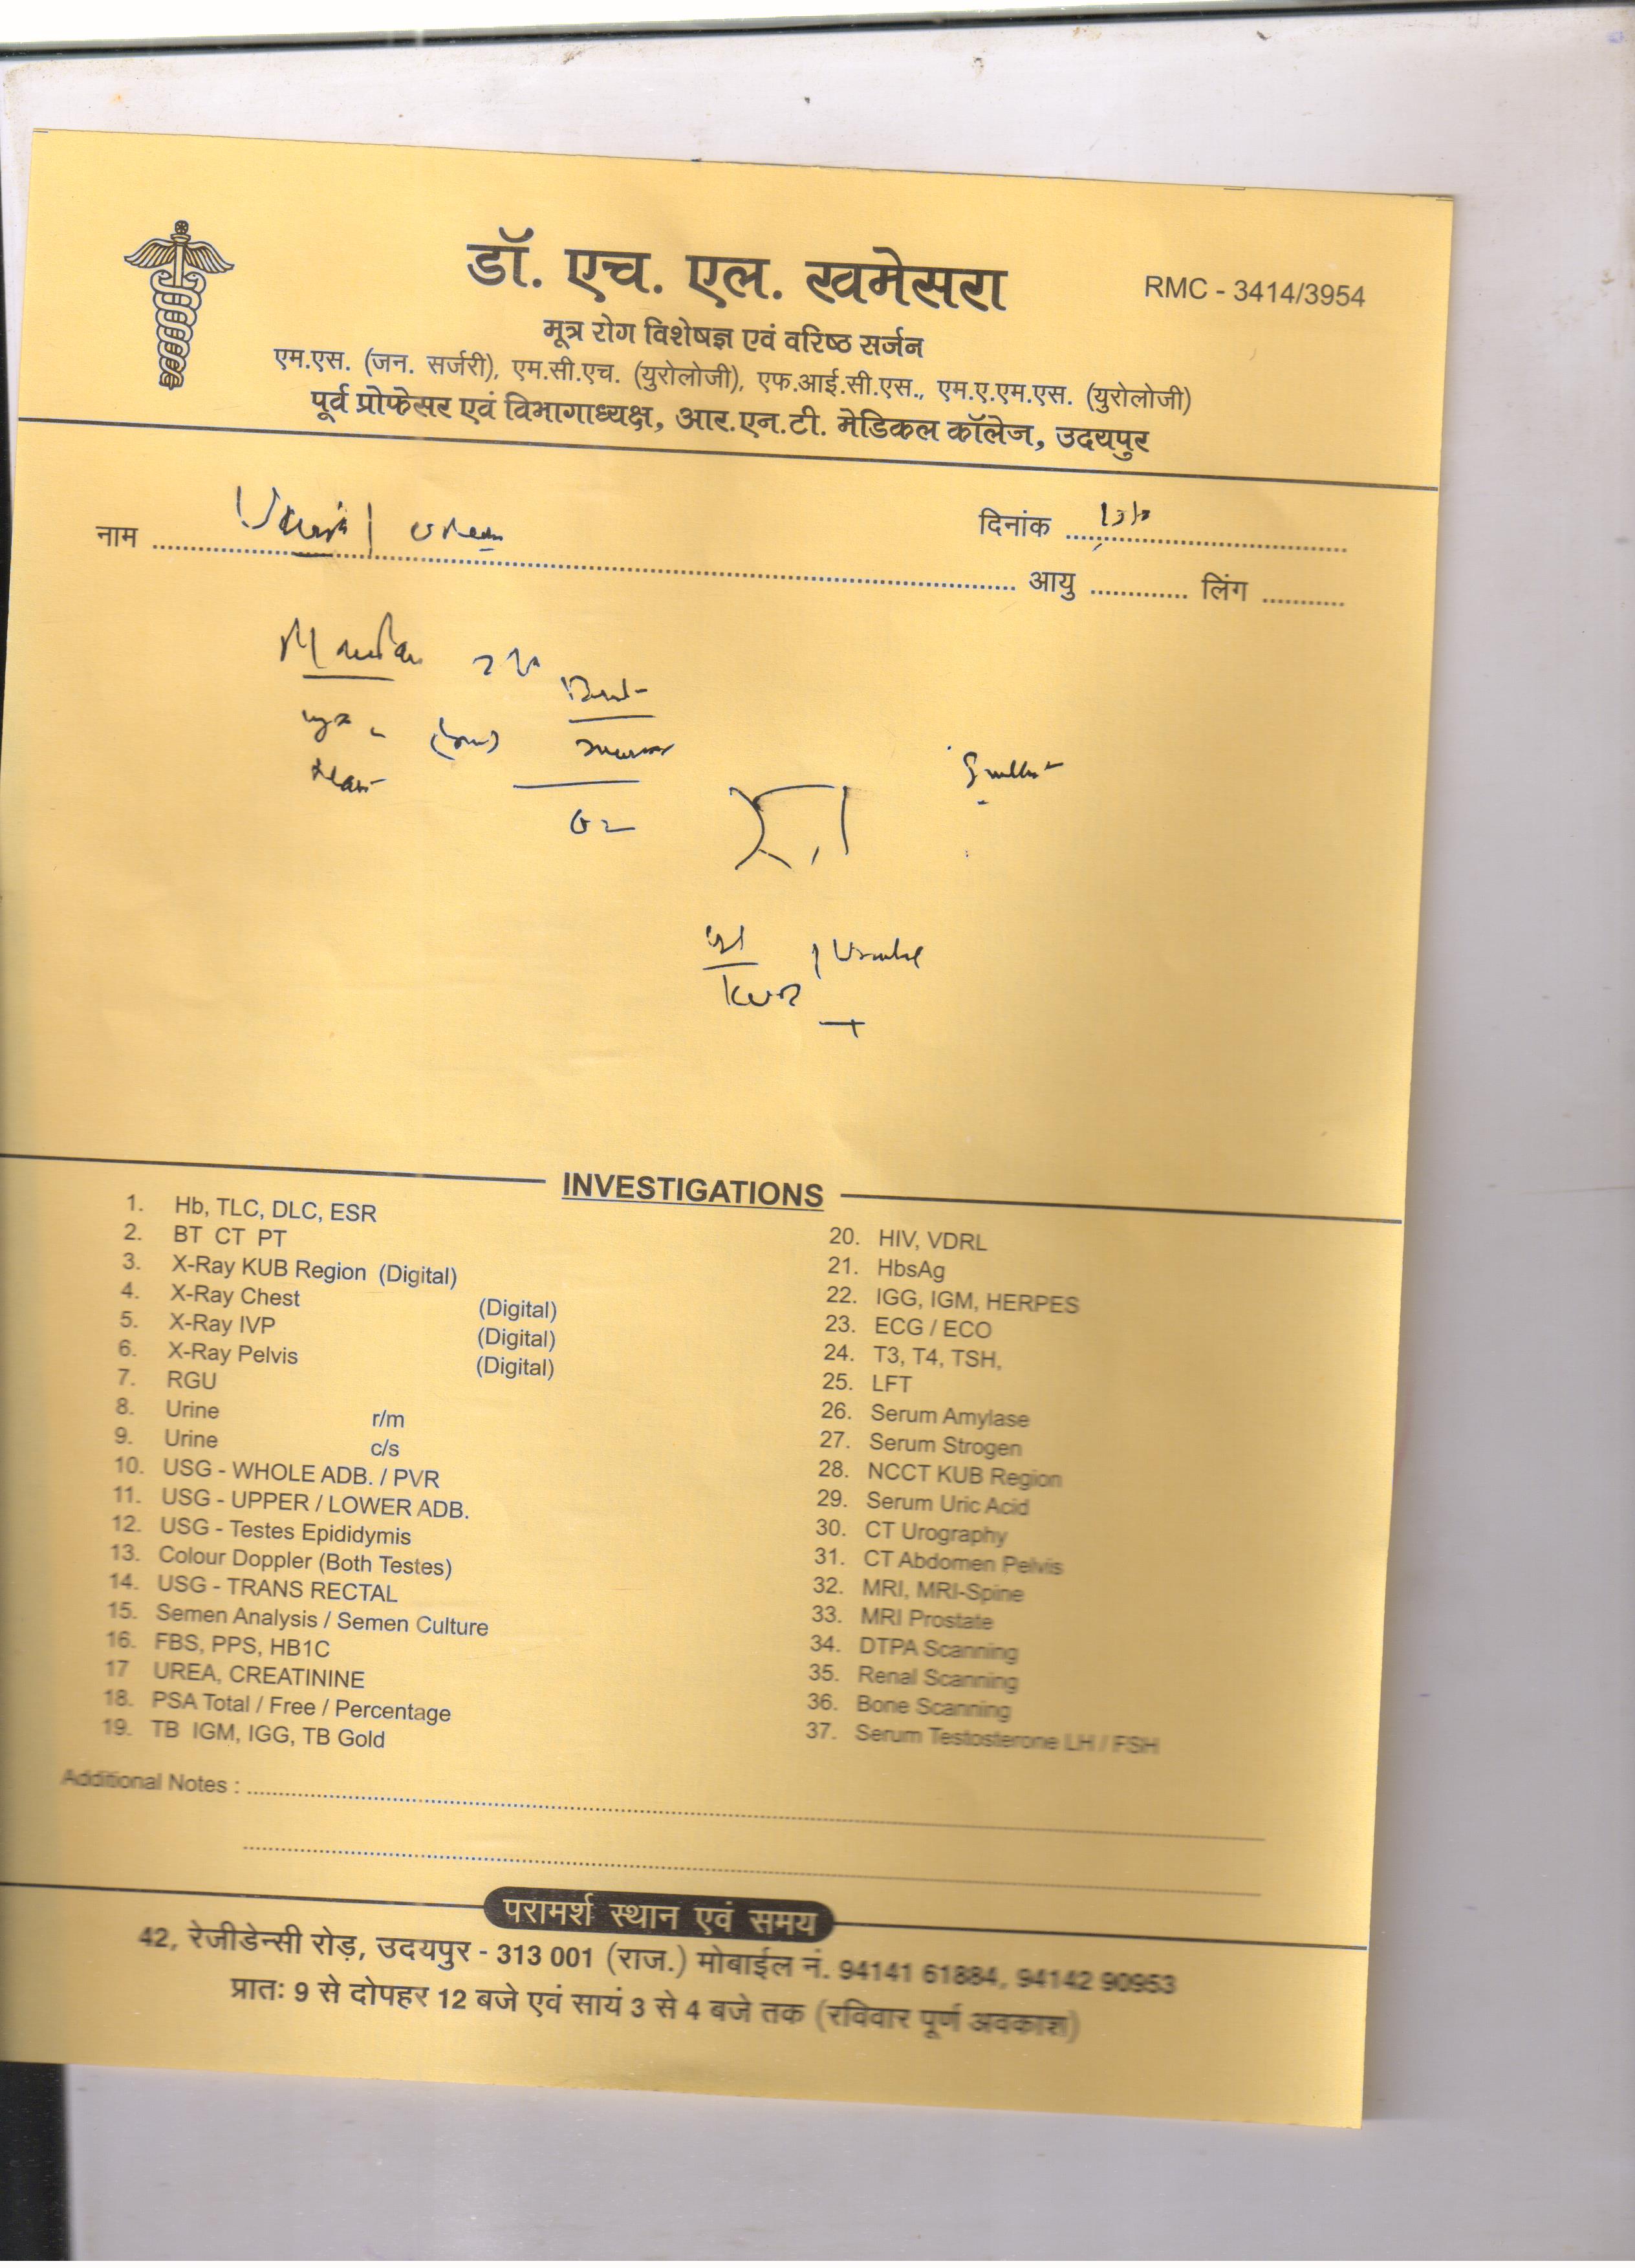 डॉ. एच. एल. खमेसरा
RMC - 3414/3954
मूत्र रोग विशेषज्ञ एवं वरिष्ठ सर्जन
एम.एस. (जन. सर्जरी), एम.सी.एच. (युरोलोजी), एफ.आई.सी.एस., एम.ए.एम.एस. (युरोलोजी)
पूर्व प्रोफेसर एवं विभागाध्यक्ष, आर.एन.टी. मेडिकल कॉलेज, उदयपुर
दिनांक
नाम
आयु लिंग
INVESTIGATIONS
1. Hb, TLC, DLC, ESR
2. BT CT PT
3. X-Ray KUB Region (Digital)
4. X-Ray Chest (Digital)
5. X-Ray IVP (Digital)
6. X-Ray Pelvis (Digital)
7. RGU
8. Urine r/m
9. Urine c/s
10. USG - WHOLE ADB. / PVR
11. USG - UPPER / LOWER ADB.
12. USG - Testes Epididymis
13. Colour Doppler (Both Testes)
14. USG - TRANS RECTAL
15. Semen Analysis / Semen Culture
16. FBS, PPS, HB1C
17 UREA, CREATININE
18. PSA Total / Free / Percentage
19. TB IGM, IGG, TB Gold
20. HIV, VDRL
21. HbsAg
22. IGG, IGM, HERPES
23. ECG / ECO
24. T3, T4, TSH,
25. LFT
26. Serum Amylase
27. Serum Strogen
28. NCCT KUB Region
29. Serum Uric Acid
30. CT Urography
31. CT Abdomen Pelvis
32. MRI, MRI-Spine
33. MRI Prostate
34. DTPA Scanning
35. Renal Scanning
36. Bone Scanning
37. Serum Testosterone LH / FSH
Additional Notes :
परामर्श स्थान एवं समय
42, रेजीडेन्सी रोड़, उदयपुर - 313 001 (राज.) मोबाईल नं. 94141 61884, 94142 90953
प्रातः 9 से दोपहर 12 बजे एवं सायं 3 से 4 बजे तक (रविवार पूर्ण अवकाश)